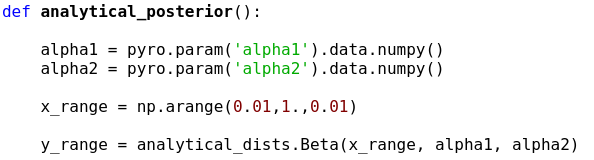 def analytical_posterior():
    alpha1 = pyro.param('alpha1').data.numpy()
    alpha2 = pyro.param('alpha2').data.numpy()
    x_range = np.arange(0.01,1.,0.01)
    y_range = analytical_dists.Beta(x_range, alpha1, alpha2)